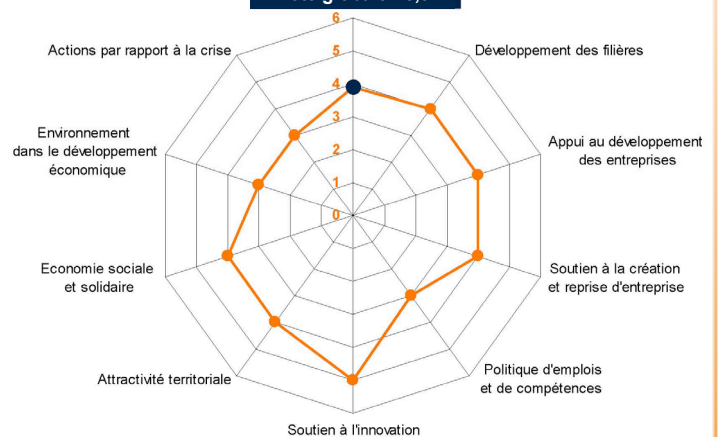 6
Actions par rapport à la crise
Développement des filières
5
4
Environnement
dans le développement
économique
3
Appui au développement
des entreprises
2
1
0
Economie sociale
et solidaire
Soutien à la création
et reprise d'entreprise
Attractivité territoriale
Politique d'emplois
et de compétences
Soutien à l'innovation